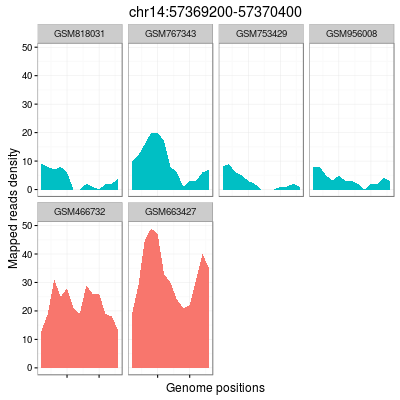 chr14:57369200-57370400
GSM818031 GSM767343 GSM753429 GSM956008
50
40
30
20
10
0
Mapped reads density
GSM466732 GSM663427
50
40
30
20
10
0
Genome positions